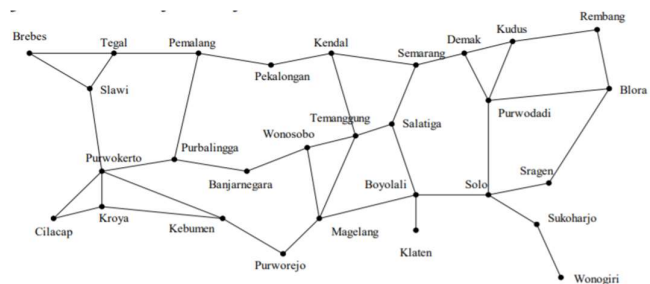 Rembang
Brebes
Tegal
Pemalang
Kendal
Demak
Kudus
Semarang
Pekalongan
Slawi
Blora
Purwodadi
Temanggung
Salatiga
Wonosobo
Purbalingga
Purwokerto
Sragen
Banjarnegara
Boyolali
Solo
Cilacap
Kroya
Kebumen
Magelang
Sukoharjo
Klaten
Purworejo
Wonogiri